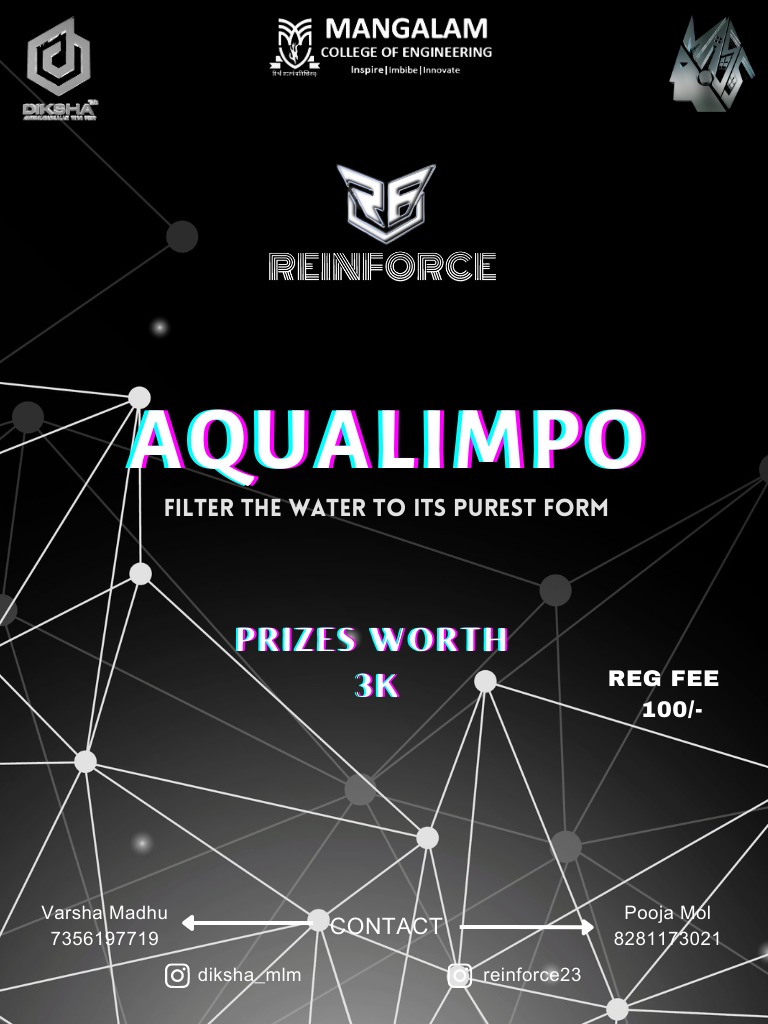 MANGALAM
COLLEGE OF ENGINEERING
Inspire|Imbibe|Innovate
DIKSHA
RF
REINFORCE
AQUALIMPO
FILTER THE WATER TO ITS PUREST FORM
PRIZES WORTH
3K
REG FEE
100/-
Varsha Madhu
7356197719
CONTACT
Pooja Mol
8281173021
diksha_mlm
reinforce23